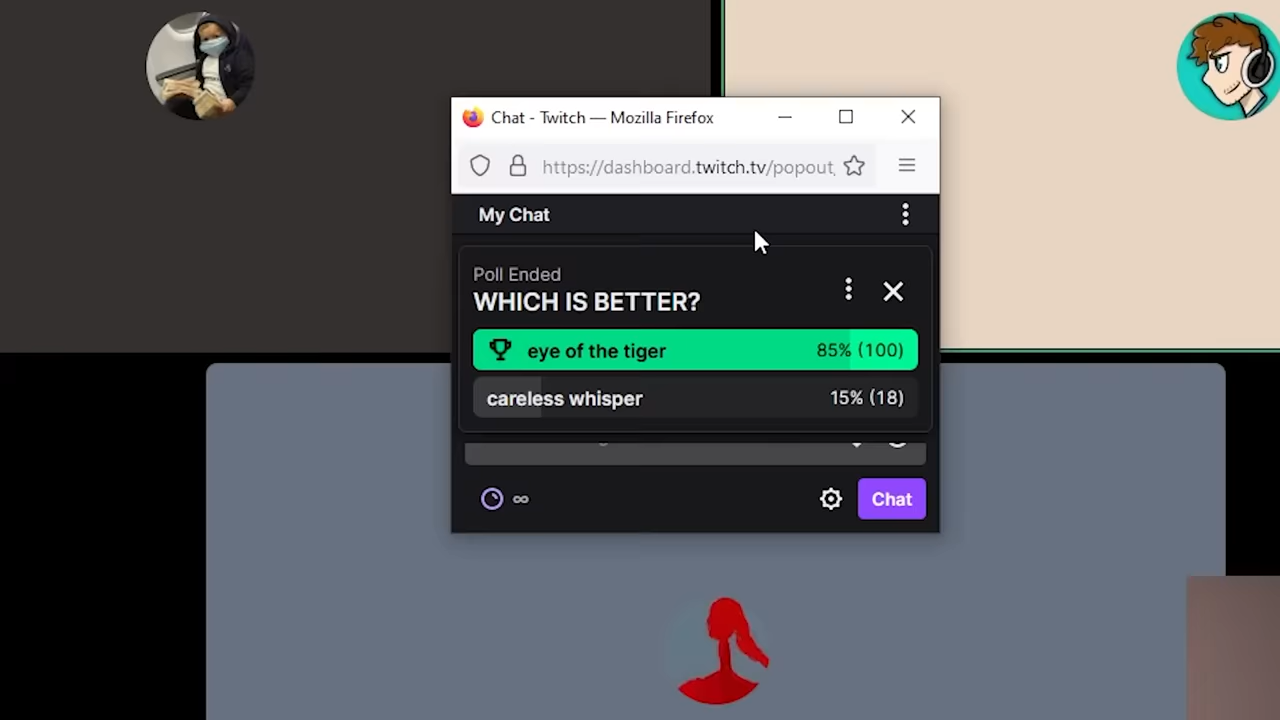 Chat - Twitch — Mozilla Firefox
https://dashboard.twitch.tv/popout
My Chat
Poll Ended
WHICH IS BETTER?
eye of the tiger 85% (100)
careless whisper 15% (18)
∞ Chat